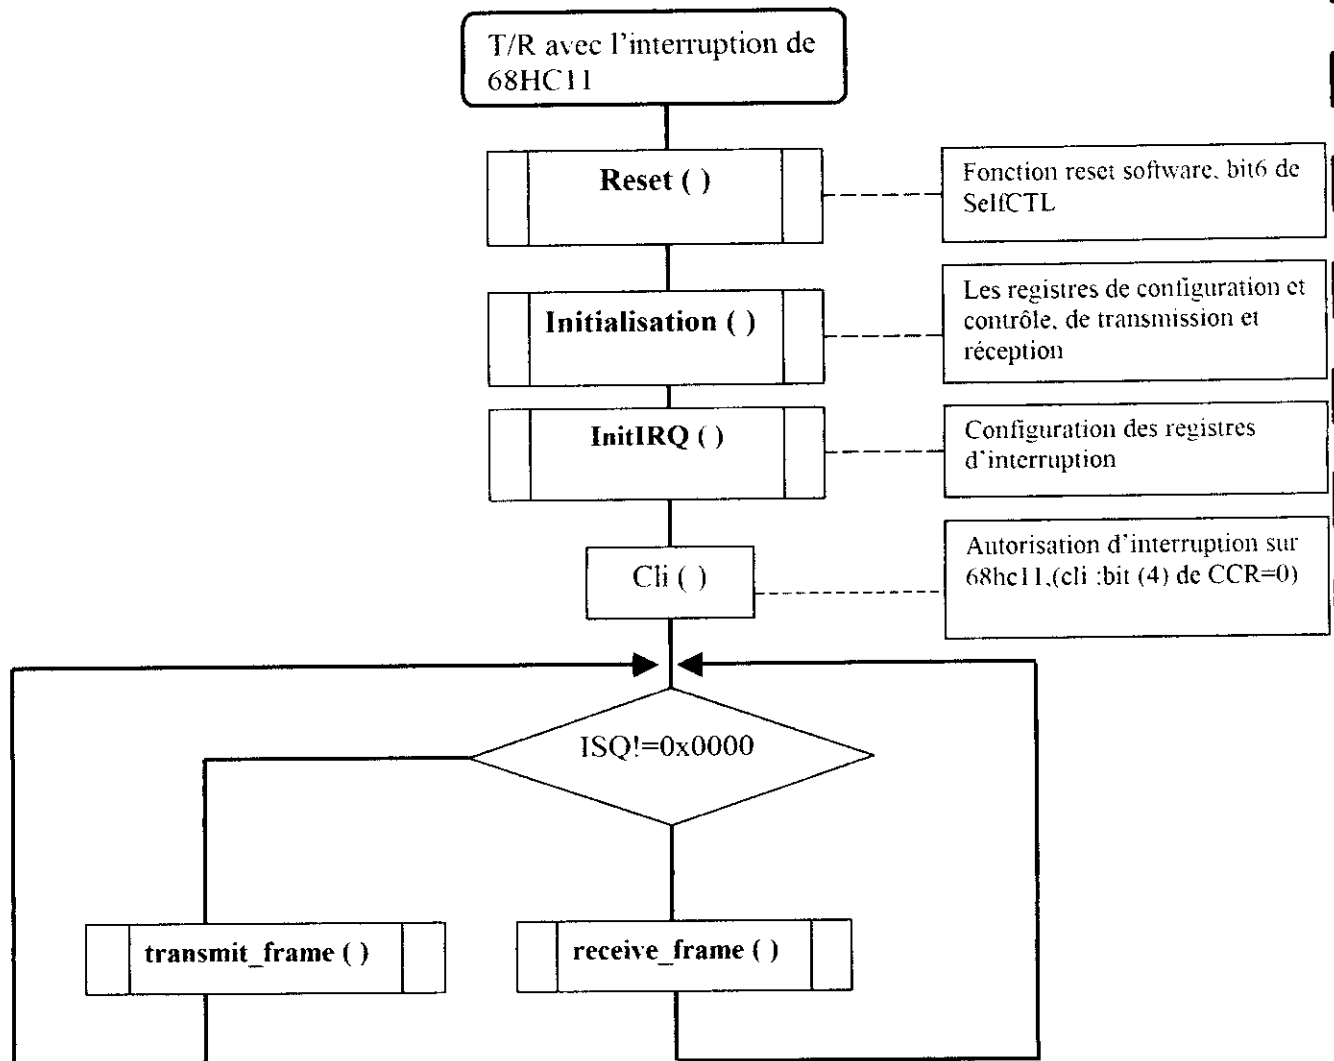 T/R avec l'interruption de
68HC11
Reset ( )
Fonction reset software, bit6 de
SelfCTL
Initialisation ( )
Les registres de configuration et
contrôle, de transmission et
réception
InitIRQ ( )
Configuration des registres
d'interruption
Cli ( )
Autorisation d'interruption sur
68hc11,(cli :bit (4) de CCR=0)
ISQ!=0x0000
transmit_frame ( )
receive_frame ( )